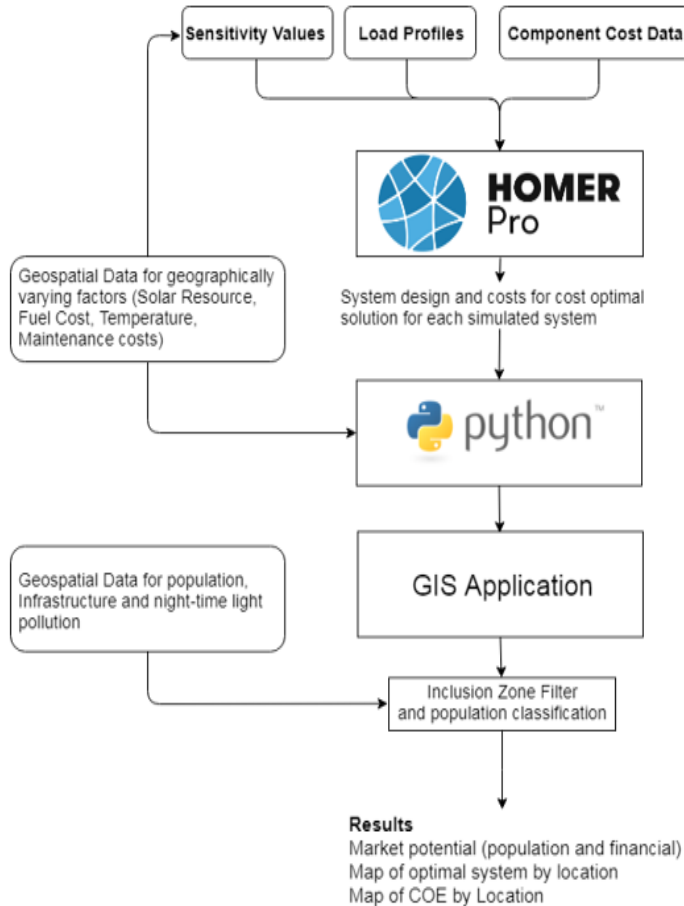 Sensitivity Values
Load Profiles
Component Cost Data
HOMER
Pro
Geospatial Data for geographically
varying factors (Solar Resource,
Fuel Cost, Temperature,
Maintenance costs)
System design and costs for cost optimal
solution for each simulated system
python™
GIS Application
Geospatial Data for population,
Infrastructure and night-time light
pollution
Inclusion Zone Filter
and population classification
Results
Market potential (population and financial)
Map of optimal system by location
Map of COE by Location